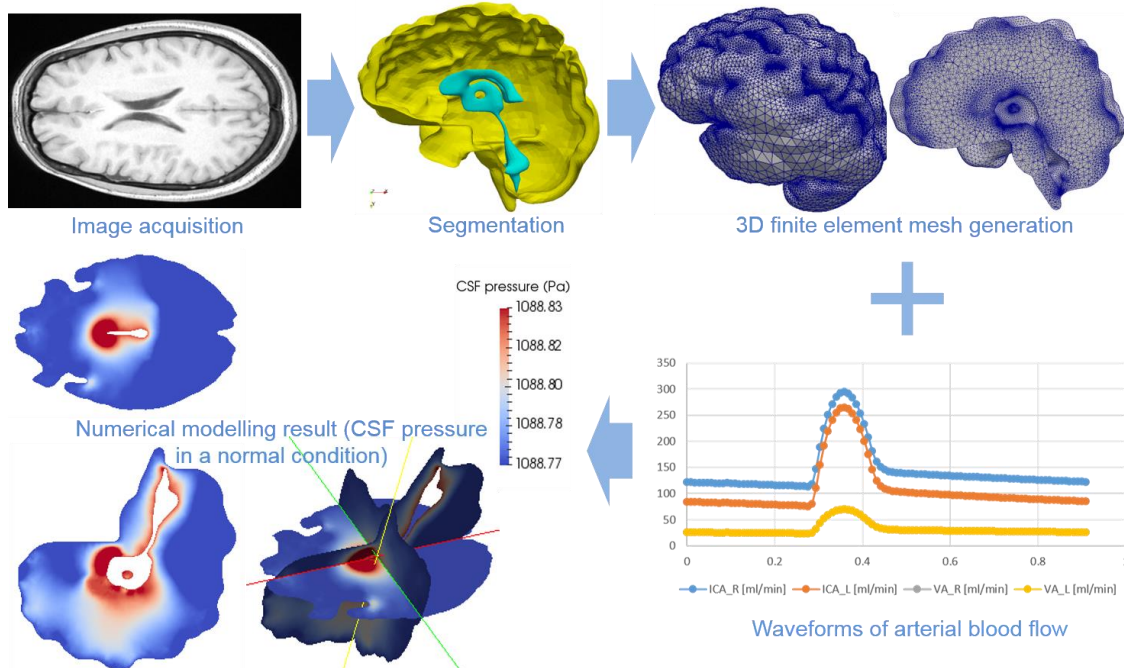 Image acquisition
Segmentation
3D finite element mesh generation
CSF pressure (Pa)
1088.83
1088.82
1088.80
1088.78
1088.77
Numerical modelling result (CSF pressure
in a normal condition)
350
300
250
200
150
100
50
0
0
0.2
0.4
0.6
0.8
1
ICA_R [ml/min]
ICA_L [ml/min]
VA_R [ml/min]
VA_L [ml/min]
Waveforms of arterial blood flow